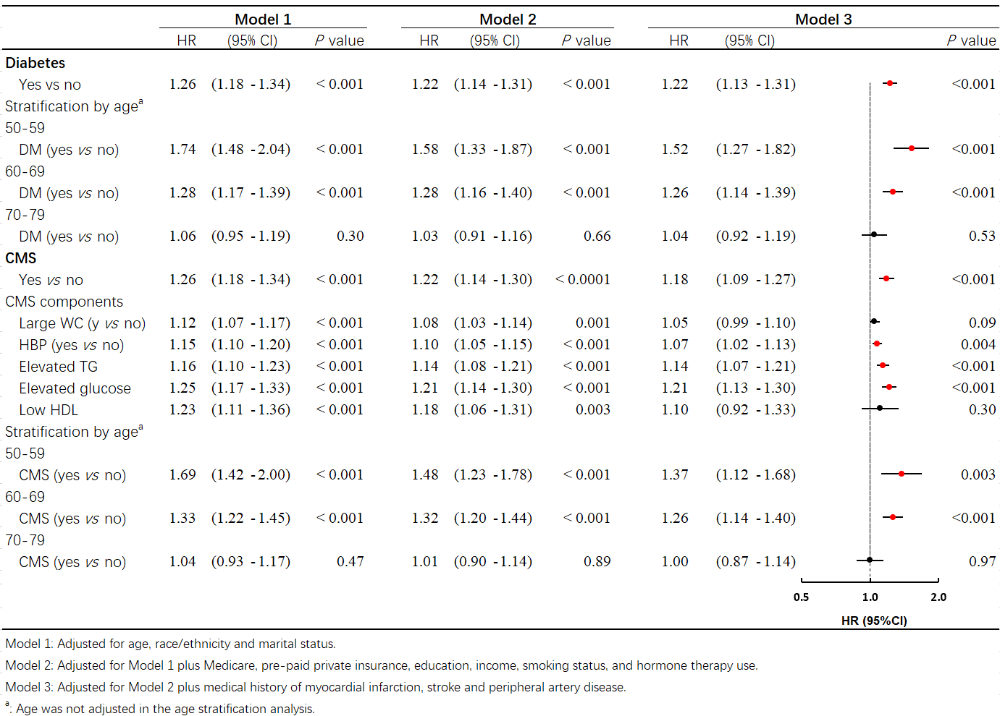 Model 1 Model 2 Model 3
HR (95% CI) P value HR (95% CI) P value HR (95% CI) P value
Diabetes
Yes vs no 1.26 (1.18 - 1.34) < 0.001 1.22 (1.14 - 1.31) < 0.001 1.22 (1.13 - 1.31) <0.001
Stratification by ageᵃ
50-59
DM (yes vs no) 1.74 (1.48 - 2.04) < 0.001 1.58 (1.33 - 1.87) < 0.001 1.52 (1.27 - 1.82) <0.001
60-69
DM (yes vs no) 1.28 (1.17 - 1.39) < 0.001 1.28 (1.16 - 1.40) < 0.001 1.26 (1.14 - 1.39) <0.001
70-79
DM (yes vs no) 1.06 (0.95 - 1.19) 0.30 1.03 (0.91 - 1.16) 0.66 1.04 (0.92 - 1.19) 0.53
CMS
Yes vs no 1.26 (1.18 - 1.34) < 0.001 1.22 (1.14 - 1.30) < 0.0001 1.18 (1.09 - 1.27) <0.001
CMS components
Large WC (y vs no) 1.12 (1.07 - 1.17) < 0.001 1.08 (1.03 - 1.14) 0.001 1.05 (0.99 - 1.10) 0.09
HBP (yes vs no) 1.15 (1.10 - 1.20) < 0.001 1.10 (1.05 - 1.15) < 0.001 1.07 (1.02 - 1.13) 0.004
Elevated TG 1.16 (1.10 - 1.23) < 0.001 1.14 (1.08 - 1.21) < 0.001 1.14 (1.07 - 1.21) <0.001
Elevated glucose 1.25 (1.17 - 1.33) < 0.001 1.21 (1.14 - 1.30) < 0.001 1.21 (1.13 - 1.30) <0.001
Low HDL 1.23 (1.11 - 1.36) < 0.001 1.18 (1.06 - 1.31) 0.003 1.10 (0.92 - 1.33) 0.30
Stratification by ageᵃ
50-59
CMS (yes vs no) 1.69 (1.42 - 2.00) < 0.001 1.48 (1.23 - 1.78) < 0.001 1.37 (1.12 - 1.68) 0.003
60-69
CMS (yes vs no) 1.33 (1.22 - 1.45) < 0.001 1.32 (1.20 - 1.44) < 0.001 1.26 (1.14 - 1.40) <0.001
70-79
CMS (yes vs no) 1.04 (0.93 - 1.17) 0.47 1.01 (0.90 - 1.14) 0.89 1.00 (0.87 - 1.14) 0.97
0.5 1.0 2.0
HR (95%CI)
Model 1: Adjusted for age, race/ethnicity and marital status.
Model 2: Adjusted for Model 1 plus Medicare, pre-paid private insurance, education, income, smoking status, and hormone therapy use.
Model 3: Adjusted for Model 2 plus medical history of myocardial infarction, stroke and peripheral artery disease.
ᵃ: Age was not adjusted in the age stratification analysis.